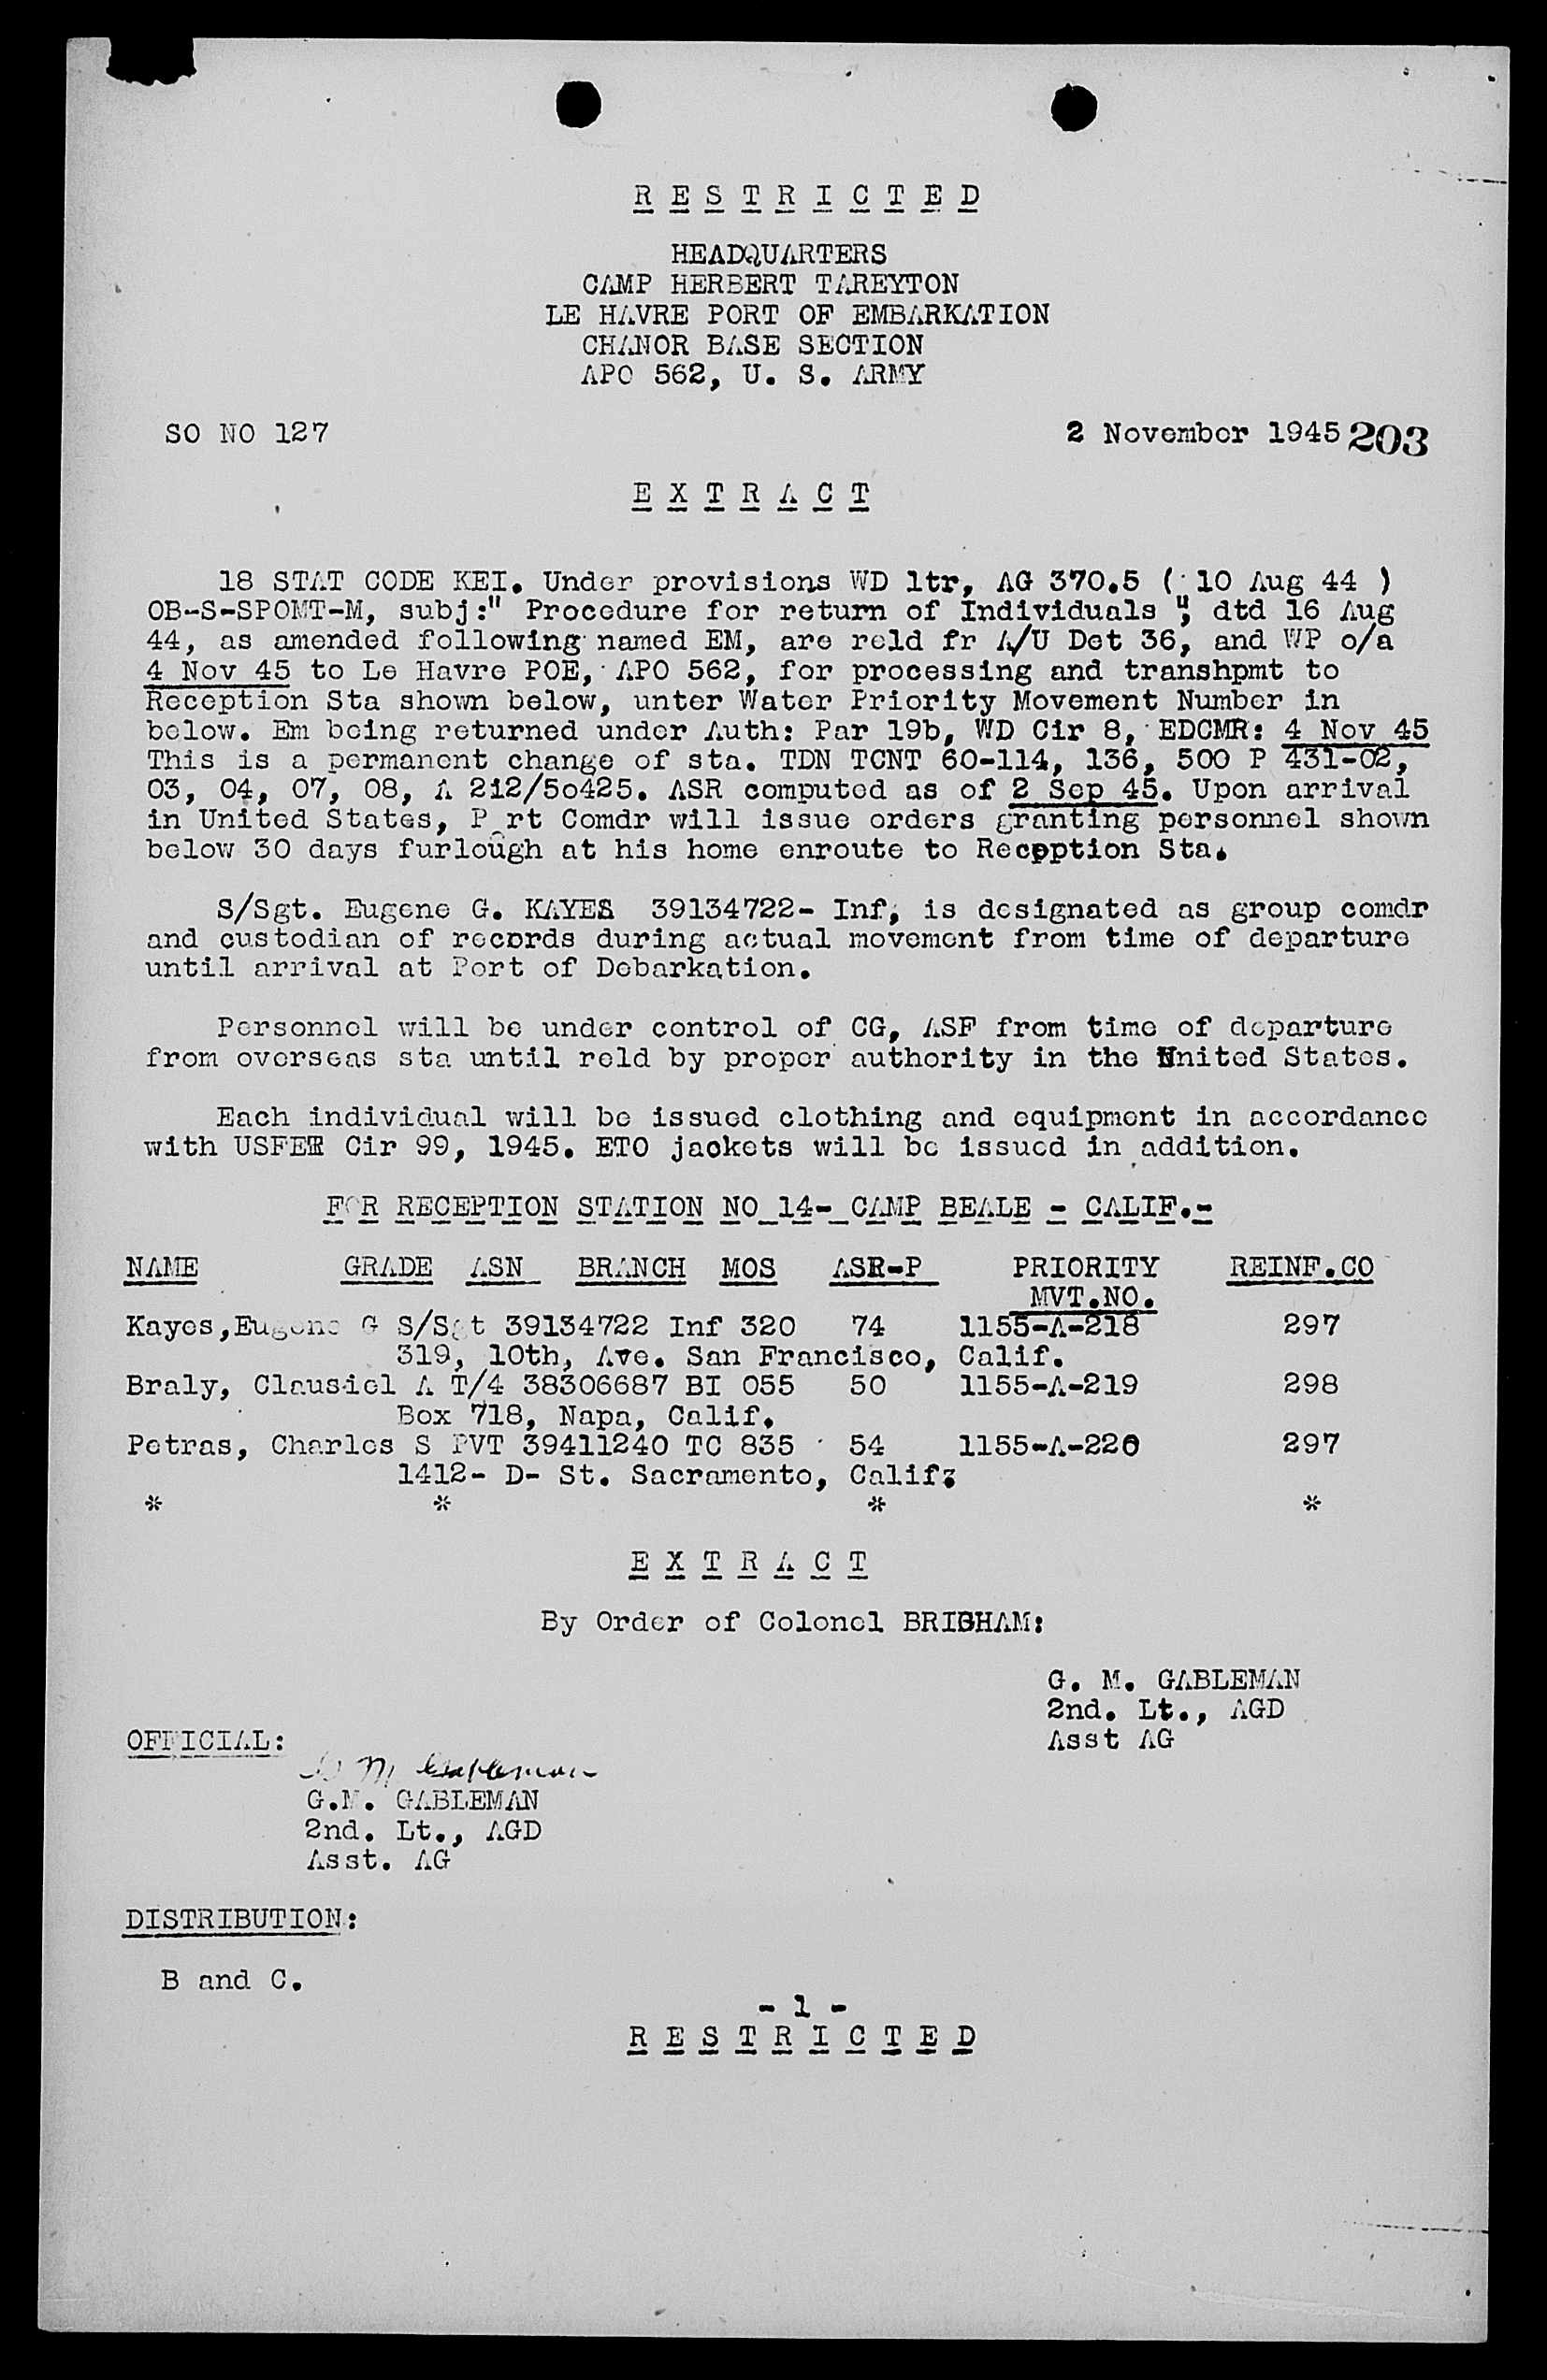 R E S T R I C T E D
HEADQUARTERS
CAMP HERBERT TAREYTON
LE HAVRE PORT OF EMBARKATION
CHANOR BASE SECTION
APO 562, U. S. ARMY
SO NO 127 2 November 1945 203
E X T R A C T
18 STAT CODE KEI. Under provisions WD ltr, AG 370.5 ( 10 Aug 44 )
OB-S-SPOMT-M, subj:" Procedure for return of Individuals ", dtd 16 Aug
44, as amended following named EM, are reld fr A/U Det 36, and WP o/a
4 Nov 45 to Le Havre POE, APO 562, for processing and transhpmt to
Reception Sta shown below, unter Water Priority Movement Number in
below. Em being returned under Auth: Par 19b, WD Cir 8, EDCMR: 4 Nov 45
This is a permanent change of sta. TDN TCNT 60-114, 136, 500 P 431-02,
03, 04, 07, 08, A 212/5o425. ASR computed as of 2 Sep 45. Upon arrival
in United States, P rt Comdr will issue orders granting personnel shown
below 30 days furlough at his home enroute to Reception Sta.
S/Sgt. Eugene G. KAYES 39134722- Inf, is designated as group comdr
and custodian of records during actual movement from time of departure
until arrival at Port of Debarkation.
Personnel will be under control of CG, ASF from time of departure
from overseas sta until reld by proper authority in the United States.
Each individual will be issued clothing and equipment in accordance
with USFET Cir 99, 1945. ETO jackets will be issued in addition.
FOR RECEPTION STATION NO 14- CAMP BEALE - CALIF.-
NAME GRADE ASN BRANCH MOS ASR-P PRIORITY REINF.CO
MVT.NO.
Kayes,Eugene G S/Sgt 39134722 Inf 320 74 1155-A-218 297
319, 10th, Ave. San Francisco, Calif.
Braly, Clausiel A T/4 38306687 BI 055 50 1155-A-219 298
Box 718, Napa, Calif.
Petras, Charles S PVT 39411240 TC 835 54 1155-A-220 297
1412- D- St. Sacramento, Calif;
* * * *
E X T R A C T
By Order of Colonel BRIGHAM:
G. M. GABLEMAN
2nd. Lt., AGD
Asst AG
OFFICIAL:
G M Gableman
G.M. GABLEMAN
2nd. Lt., AGD
Asst. AG
DISTRIBUTION:
B and C.
- 1 -
R E S T R I C T E D